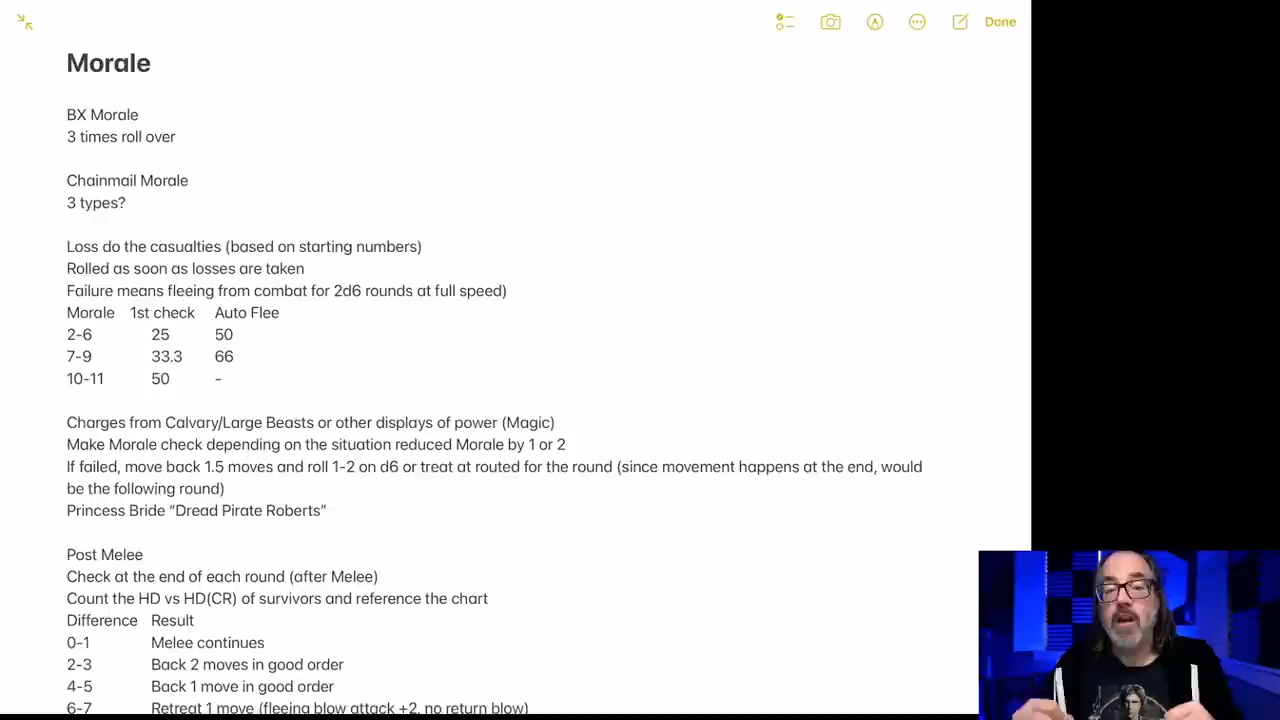 Done
Morale
BX Morale
3 times roll over
Chainmail Morale
3 types?
Loss do the casualties (based on starting numbers)
Rolled as soon as losses are taken
Failure means fleeing from combat for 2d6 rounds at full speed)
Morale 1st check Auto Flee
2-6 25 50
7-9 33.3 66
10-11 50 -
Charges from Calvary/Large Beasts or other displays of power (Magic)
Make Morale check depending on the situation reduced Morale by 1 or 2
If failed, move back 1.5 moves and roll 1-2 on d6 or treat at routed for the round (since movement happens at the end, would
be the following round)
Princess Bride “Dread Pirate Roberts”
Post Melee
Check at the end of each round (after Melee)
Count the HD vs HD(CR) of survivors and reference the chart
Difference Result
0-1 Melee continues
2-3 Back 2 moves in good order
4-5 Back 1 move in good order
6-7 Retreat 1 move (fleeing blow attack +2, no return blow)